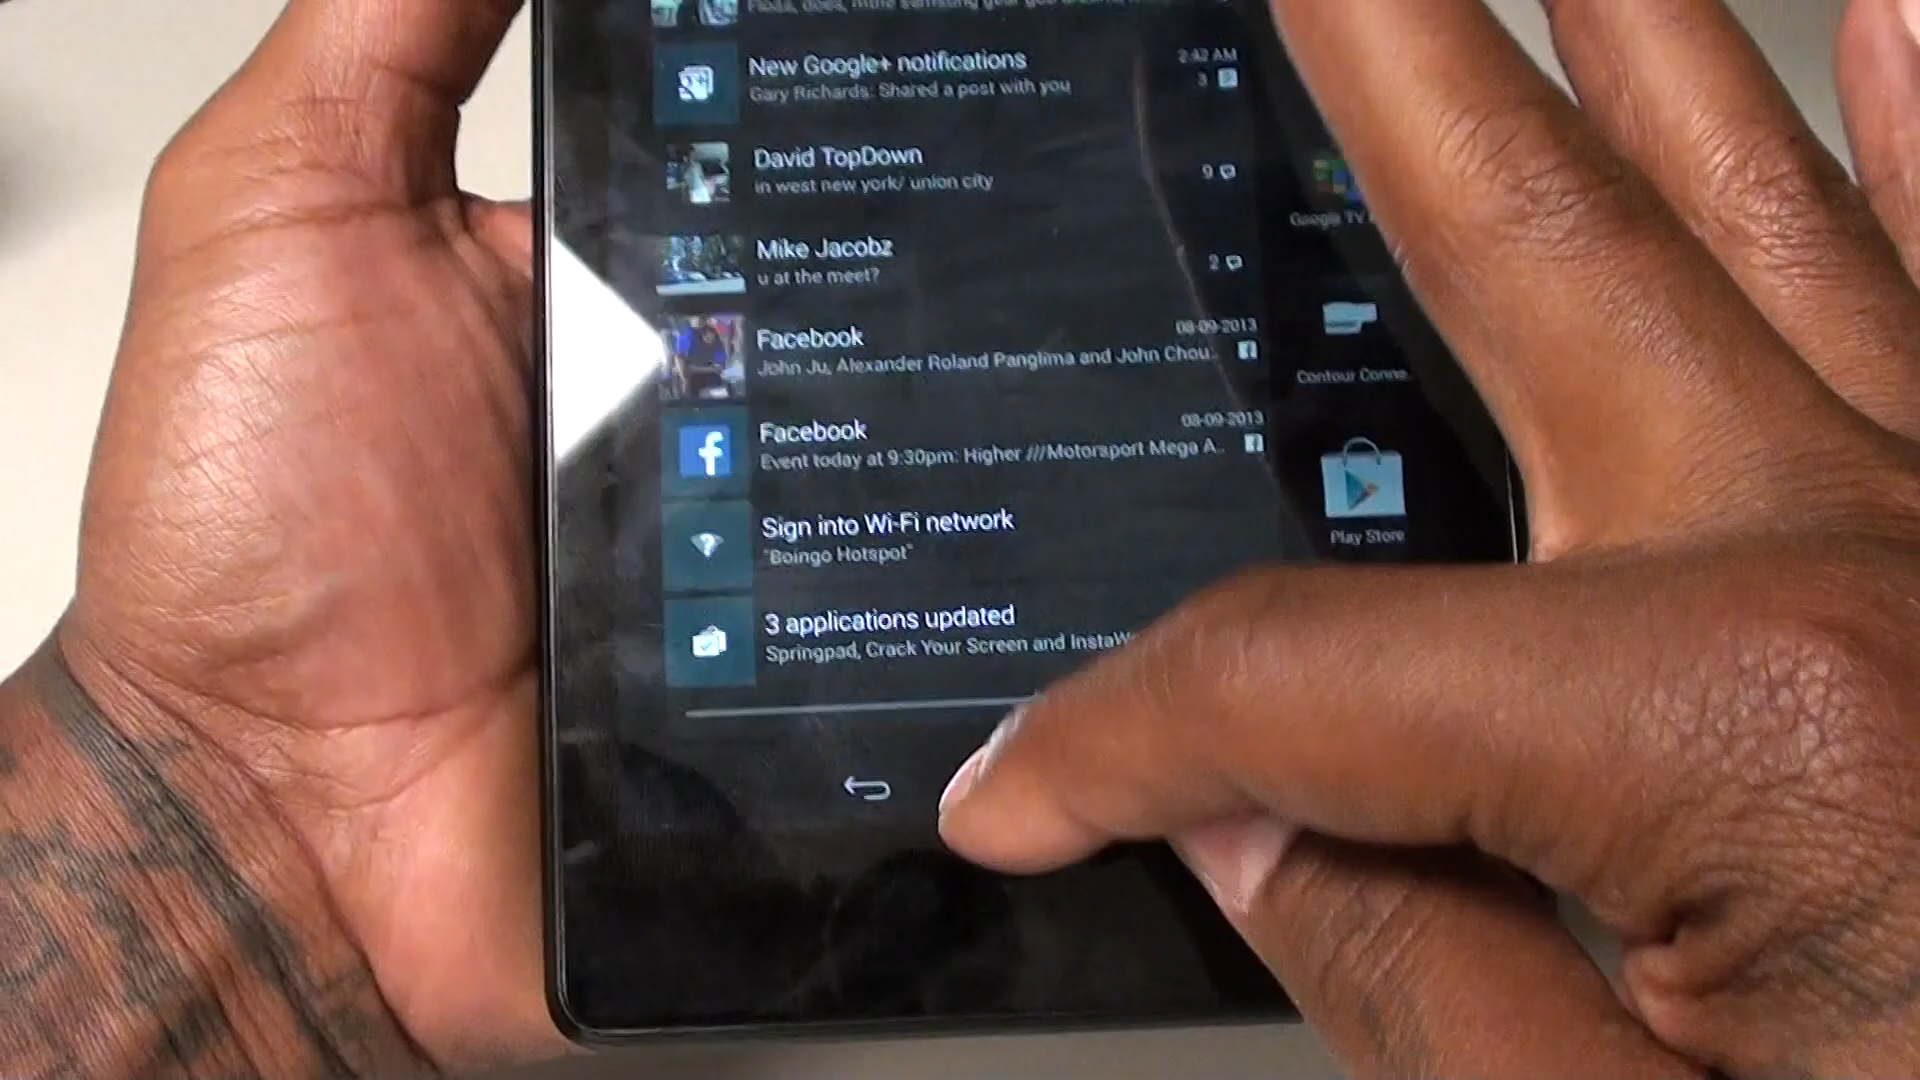 New Google+ notifications
2:42 AM
Gary Richards: Shared a post with you
3
David TopDown
in west new york/ union city
9
Mike Jacobz
u at the meet?
2
Facebook
08-09-2013
John Ju, Alexander Roland Panglima and John Chou..
Facebook
08-09-2013
Event today at 9:30pm: Higher ///Motorsport Mega A..
Sign into Wi-Fi network
"Boingo Hotspot"
3 applications updated
Springpad, Crack Your Screen and InstaW
Google TV
Contour Conne..
Play Store